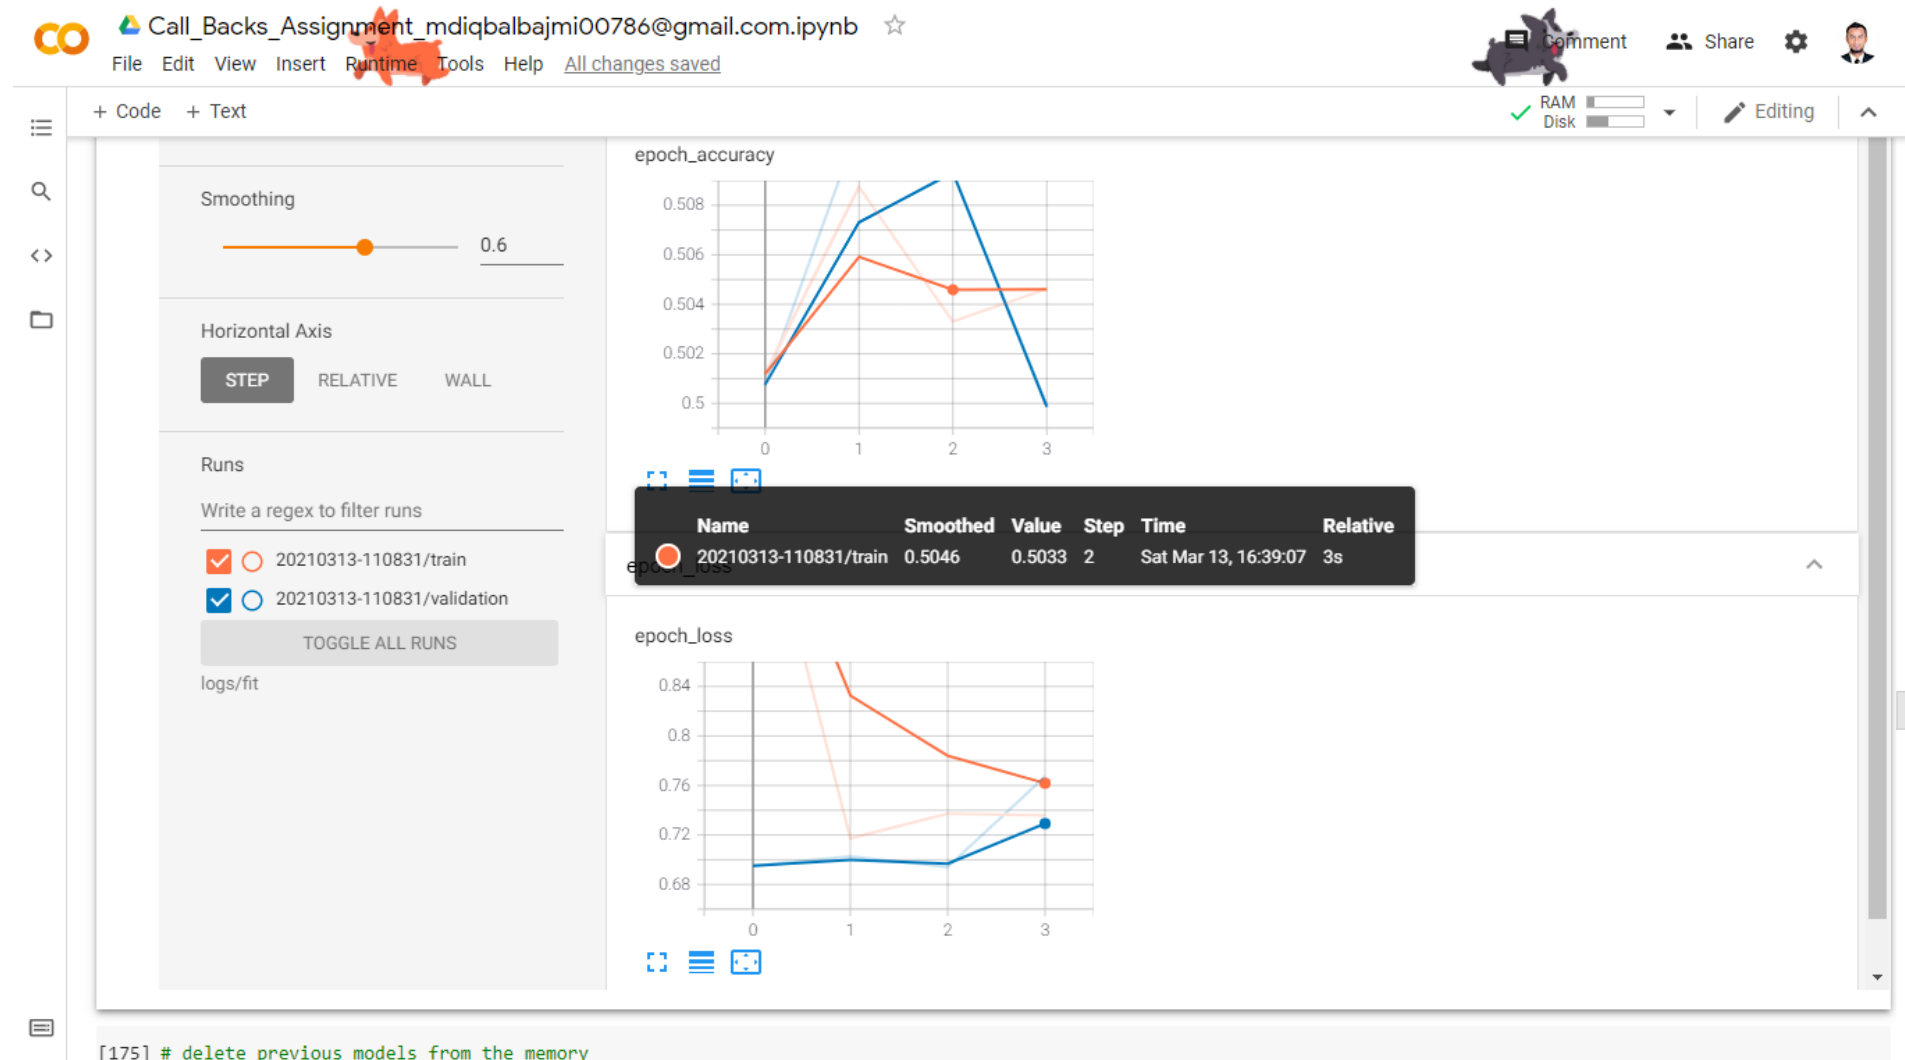 Call_Backs_Assignment_mdiqbalbajmi00786@gmail.com.ipynb
File Edit View Insert Runtime Tools Help All changes saved
Comment Share
+ Code + Text
RAM
Disk
Editing
Smoothing
0.6
Horizontal Axis
STEP RELATIVE WALL
Runs
Write a regex to filter runs
20210313-110831/train
20210313-110831/validation
TOGGLE ALL RUNS
logs/fit
epoch_accuracy
0.508
0.506
0.504
0.502
0.5
0 1 2 3
Name Smoothed Value Step Time Relative
20210313-110831/train 0.5046 0.5033 2 Sat Mar 13, 16:39:07 3s
epoch_loss
epoch_loss
0.84
0.8
0.76
0.72
0.68
0 1 2 3
[175] # delete previous models from the memory